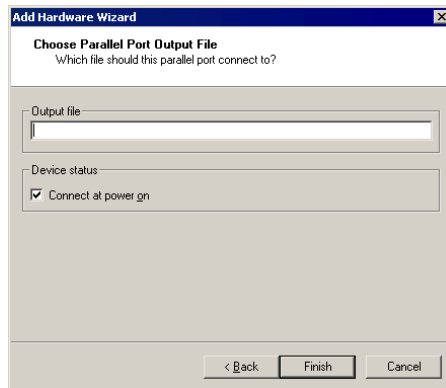 Add Hardware Wizard
Choose Parallel Port Output File
Which file should this parallel port connect to?
Output file
Device status
Connect at power on
< Back
Finish
Cancel